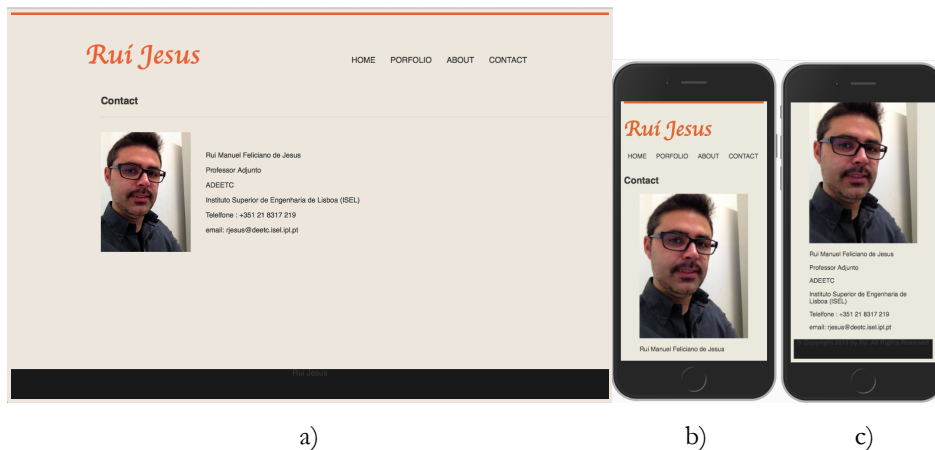 Rui Jesus
HOME PORFOLIO ABOUT CONTACT
Contact
Rui Manuel Feliciano de Jesus
Professor Adjunto
ADEETC
Instituto Superior de Engenharia de Lisboa (ISEL)
Telelfone : +351 21 8317 219
email: rjesus@deetc.isel.ipl.pt
Rui Jesus
a)
Rui Jesus
HOME PORFOLIO ABOUT CONTACT
Contact
Rui Manuel Feliciano de Jesus
b)
Rui Manuel Feliciano de Jesus
Professor Adjunto
ADEETC
Instituto Superior de Engenharia de
Lisboa (ISEL)
Telelfone : +351 21 8317 219
email: rjesus@deetc.isel.ipl.pt
c)